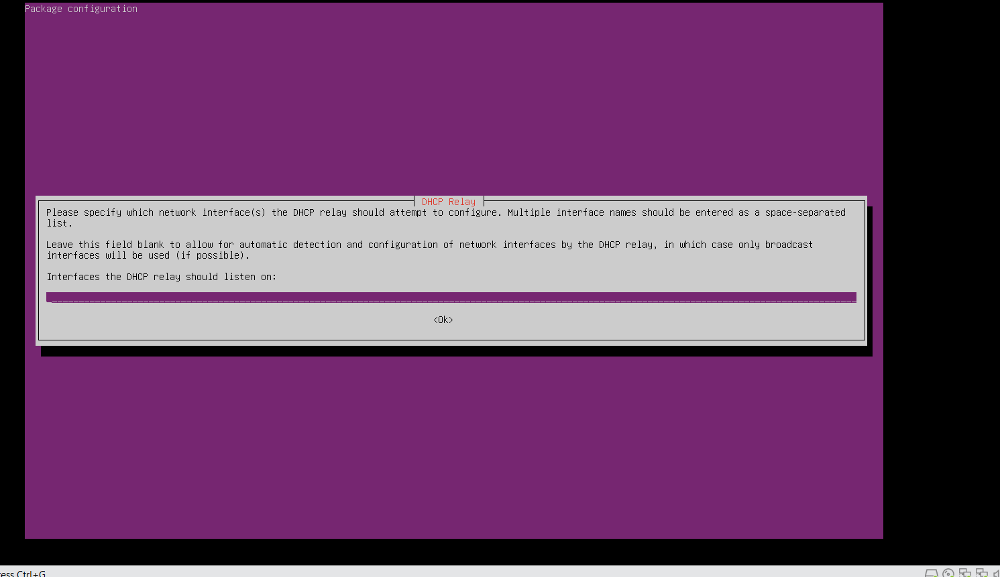 Package configuration
DHCP Relay
Please specify which network interface(s) the DHCP relay should attempt to configure. Multiple interface names should be entered as a space-separated
list.
Leave this field blank to allow for automatic detection and configuration of network interfaces by the DHCP relay, in which case only broadcast
interfaces will be used (if possible).
Interfaces the DHCP relay should listen on:
<Ok>
ess Ctrl+G